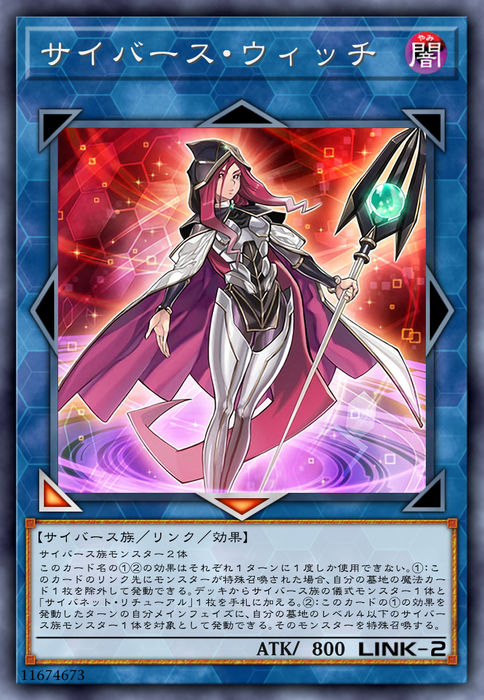 サイバース・ウィッチ
やみ
闇
【サイバース族／リンク／効果】
サイバース族モンスター２体
このカード名の①②の効果はそれぞれ１ターンに１度しか使用できない。①：こ
のカードのリンク先にモンスターが特殊召喚された場合、自分の墓地の魔法カー
ド１枚を除外して発動できる。デッキからサイバース族の儀式モンスター１体と
「サイバネット・リチューアル」１枚を手札に加える。②：このカードの①の効果を
発動したターンの自分メインフェイズに、自分の墓地のレベル４以下のサイバー
ス族モンスター１体を対象として発動できる。そのモンスターを特殊召喚する。
ATK/ 800 LINK-2
11674673